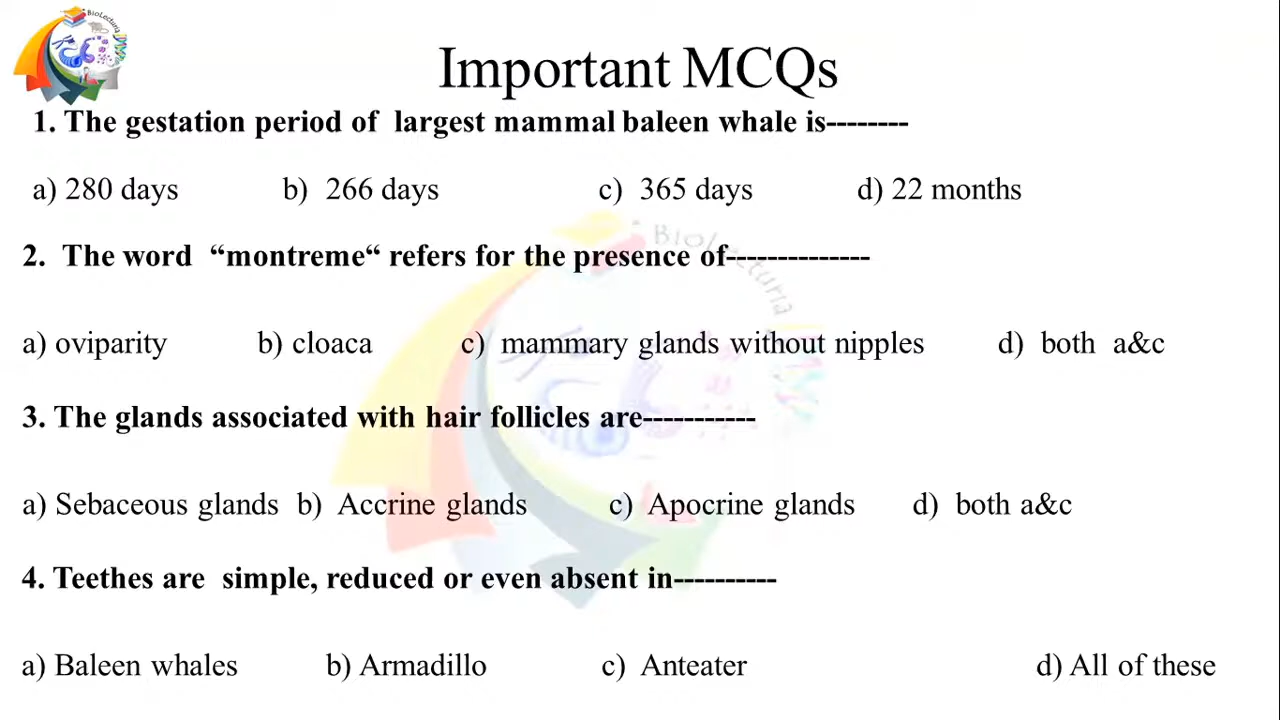 BioLecturia
Important MCQs
1. The gestation period of largest mammal baleen whale is--------
a) 280 days b) 266 days c) 365 days d) 22 months
2. The word “montreme“ refers for the presence of--------------
a) oviparity b) cloaca c) mammary glands without nipples d) both a&c
3. The glands associated with hair follicles are-----------
a) Sebaceous glands b) Accrine glands c) Apocrine glands d) both a&c
4. Teethes are simple, reduced or even absent in----------
a) Baleen whales b) Armadillo c) Anteater d) All of these
BioLecturia